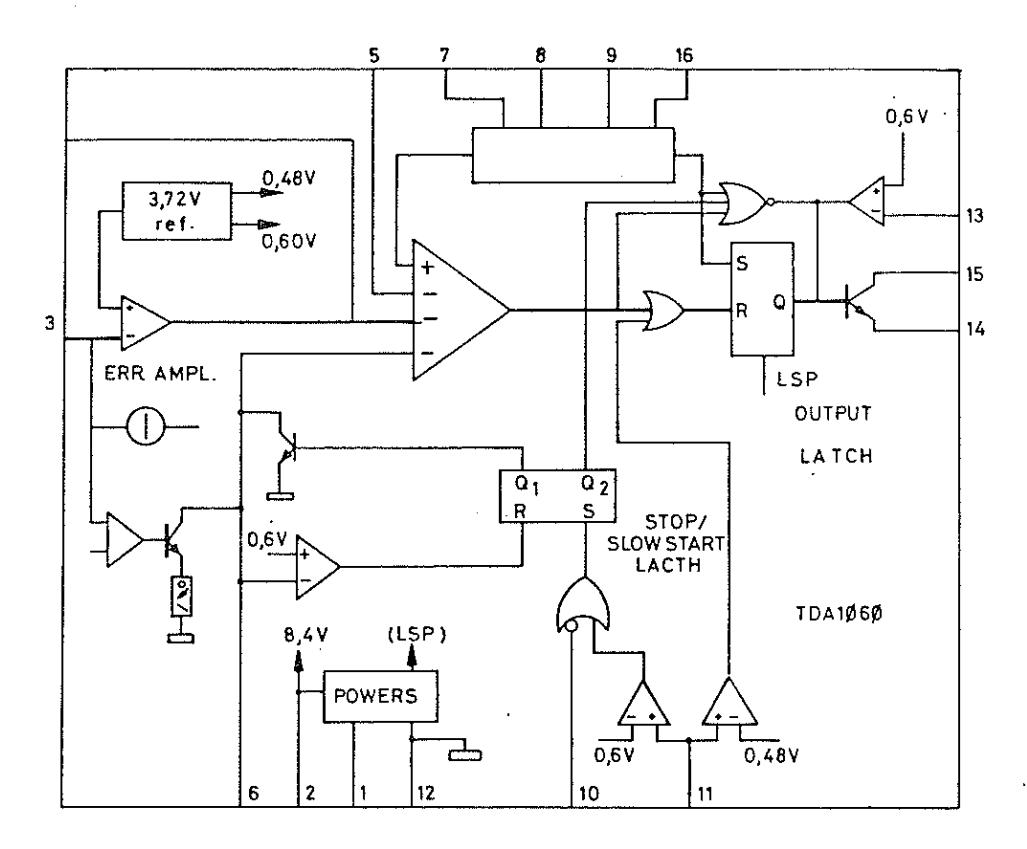 5 7 8 9 16
0,6V
3,72V
ref.
0,48V
0,60V
+
-
13
+
-
-
-
S
Q
R
15
14
3
+
-
ERR AMPL.
LSP
OUTPUT
LATCH
Q1 Q2
R S
0,6V
+
-
STOP/
SLOW START
LACTH
TDA1060
8,4V (LSP)
POWERS
- + + -
0,6V 0,48V
6 2 1 12 10 11